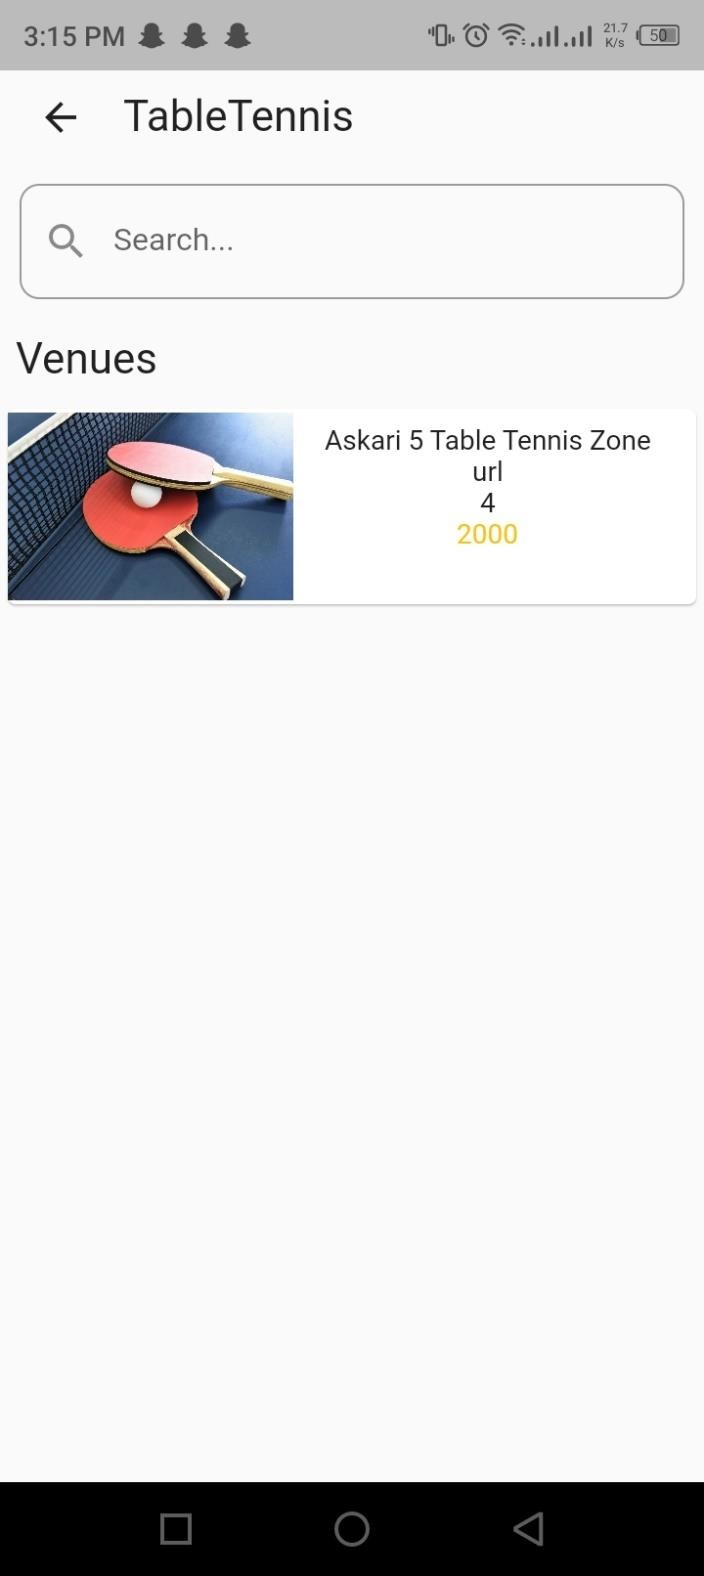 3:15 PM
21.7
K/s
50
TableTennis
Search...
Venues
Askari 5 Table Tennis Zone
url
4
2000